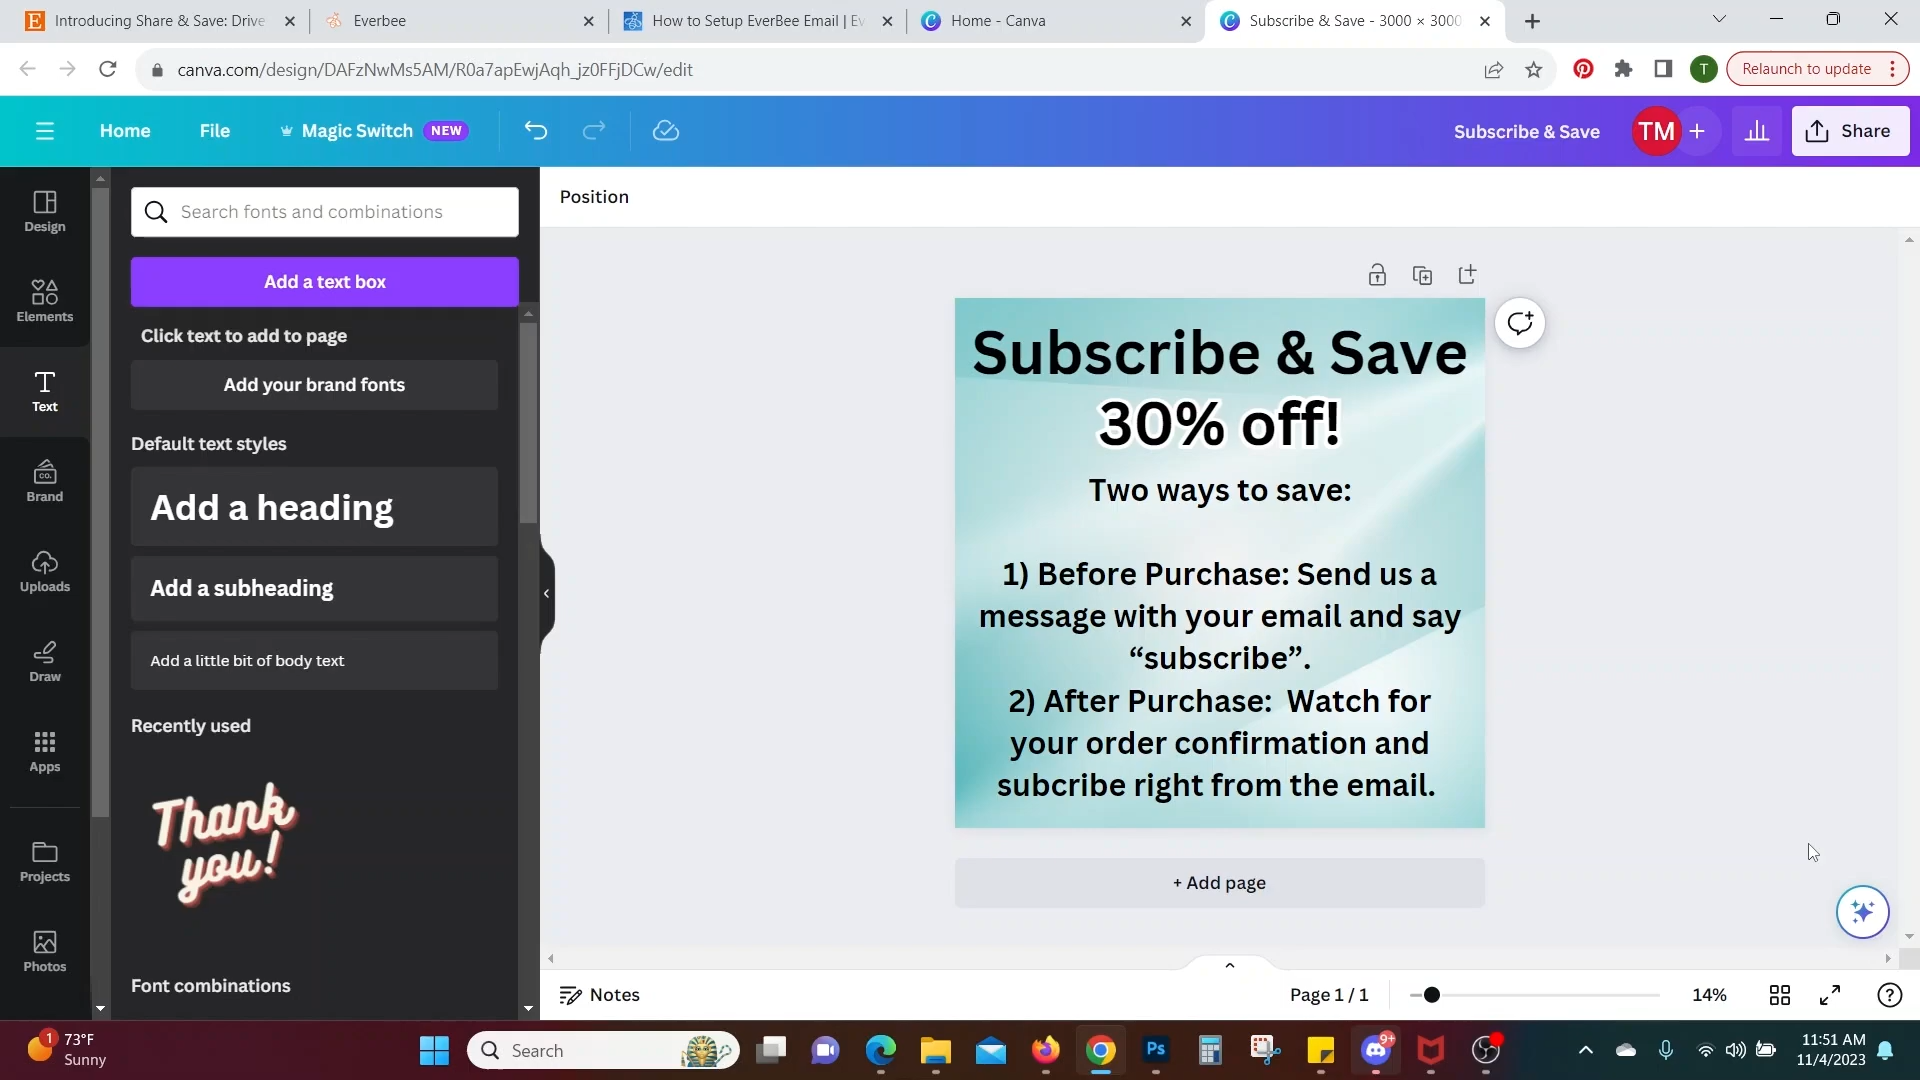 Introducing Share & Save: Drive
Everbee
How to Setup EverBee Email | Ev
Home - Canva
Subscribe & Save - 3000 × 3000
canva.com/design/DAFzNwMs5AM/R0a7apEwjAqh_jz0FFjDCw/edit
T
Relaunch to update
Home
File
Magic Switch
NEW
Subscribe & Save
TM
Share
Design
Elements
Text
Brand
Uploads
Draw
Apps
Projects
Photos
Search fonts and combinations
Add a text box
Click text to add to page
Add your brand fonts
Default text styles
Add a heading
Add a subheading
Add a little bit of body text
Recently used
Thank
you!
Font combinations
Position
Subscribe & Save
30% off!
Two ways to save:
1) Before Purchase: Send us a
message with your email and say
“subscribe”.
2) After Purchase:  Watch for
your order confirmation and
subcribe right from the email.
+ Add page
Notes
Page 1 / 1
14%
1
73°F
Sunny
Search
Ps
9+
11:51 AM
11/4/2023